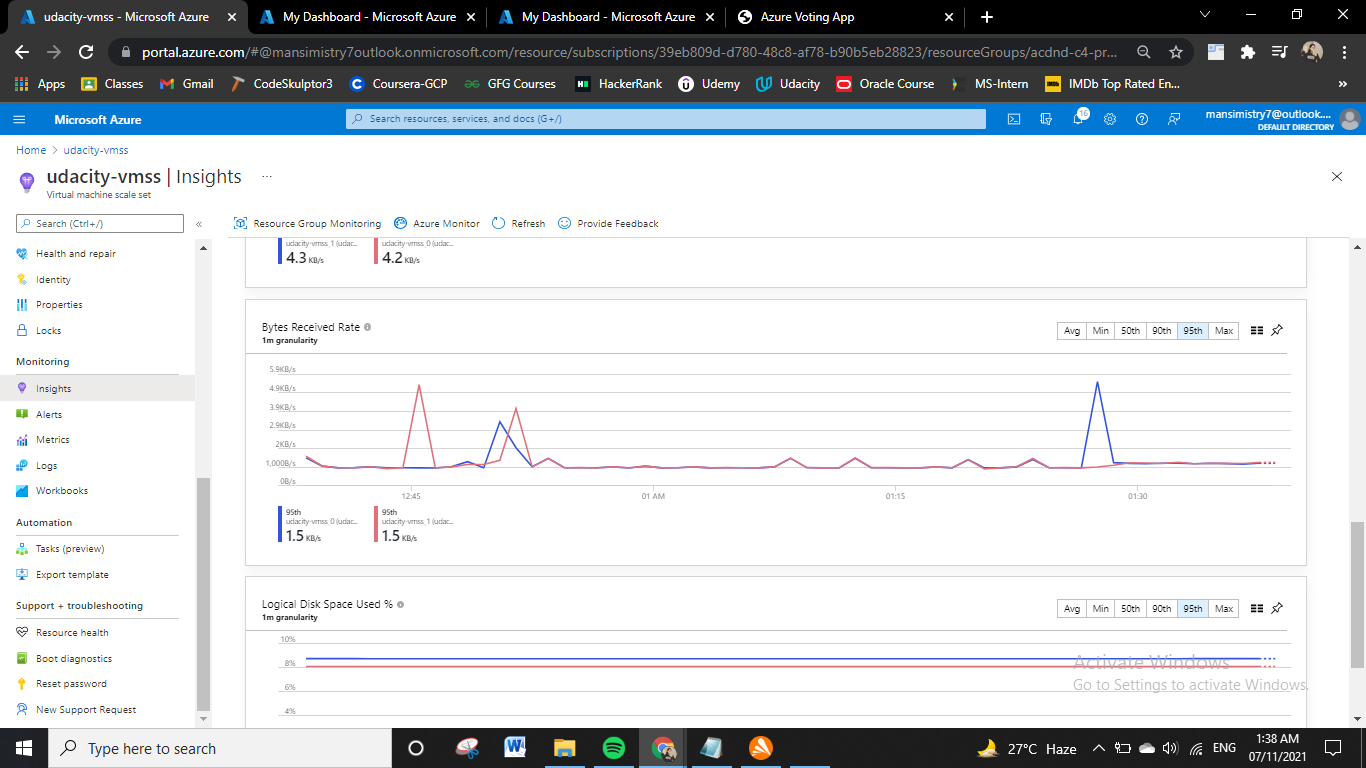 udacity-vmss - Microsoft Azure
My Dashboard - Microsoft Azure
My Dashboard - Microsoft Azure
Azure Voting App
portal.azure.com/#@mansimistry7outlook.onmicrosoft.com/resource/subscriptions/39eb809d-d780-48c8-af78-b90b5eb28823/resourceGroups/acdnd-c4-pr...
Apps Classes Gmail CodeSkulptor3 Coursera-GCP GFG Courses HackerRank Udemy Udacity Oracle Course MS-Intern IMDb Top Rated En... »
Microsoft Azure
Search resources, services, and docs (G+/)
16
mansimistry7@outlook....
DEFAULT DIRECTORY
Home > udacity-vmss
udacity-vmss | Insights ...
Virtual machine scale set
Search (Ctrl+/) «
Resource Group Monitoring Azure Monitor Refresh Provide Feedback
Health and repair
Identity
Properties
Locks
Monitoring
Insights
Alerts
Metrics
Logs
Workbooks
Automation
Tasks (preview)
Export template
Support + troubleshooting
Resource health
Boot diagnostics
Reset password
New Support Request
udacity-vmss_1 (udac... udacity-vmss_0 (udac...
4.3 KB/s 4.2 KB/s
Bytes Received Rate
1m granularity
Avg Min 50th 90th 95th Max
5.9KB/s
4.9KB/s
3.9KB/s
2.9KB/s
2KB/s
1,000B/s
0B/s
12:45 01 AM 01:15 01:30
95th 95th
udacity-vmss_0 (udac... udacity-vmss_1 (udac...
1.5 KB/s 1.5 KB/s
Logical Disk Space Used %
1m granularity
Avg Min 50th 90th 95th Max
10%
8%
6%
4%
Activate Windows
Go to Settings to activate Windows.
Type here to search
27°C Haze
ENG
1:38 AM
07/11/2021